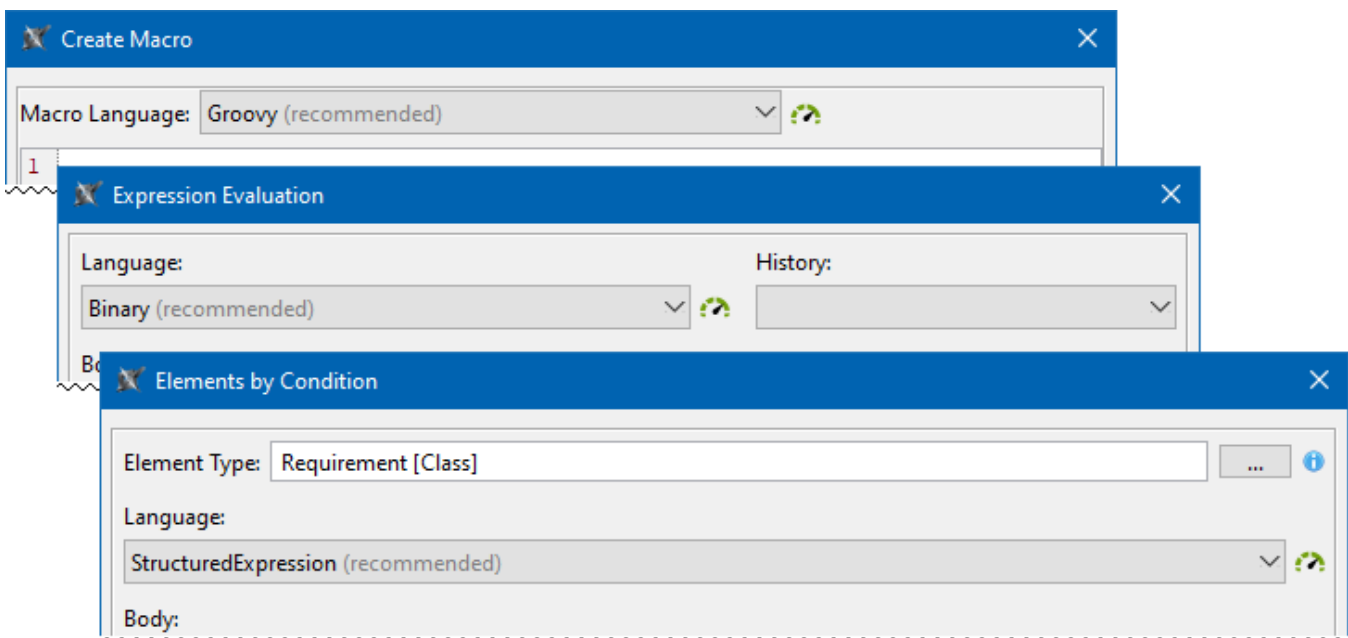 Create Macro
Macro Language: Groovy (recommended)
1
Expression Evaluation
Language: History:
Binary (recommended)
Elements by Condition
Element Type: Requirement [Class] ...
Language:
StructuredExpression (recommended)
Body: